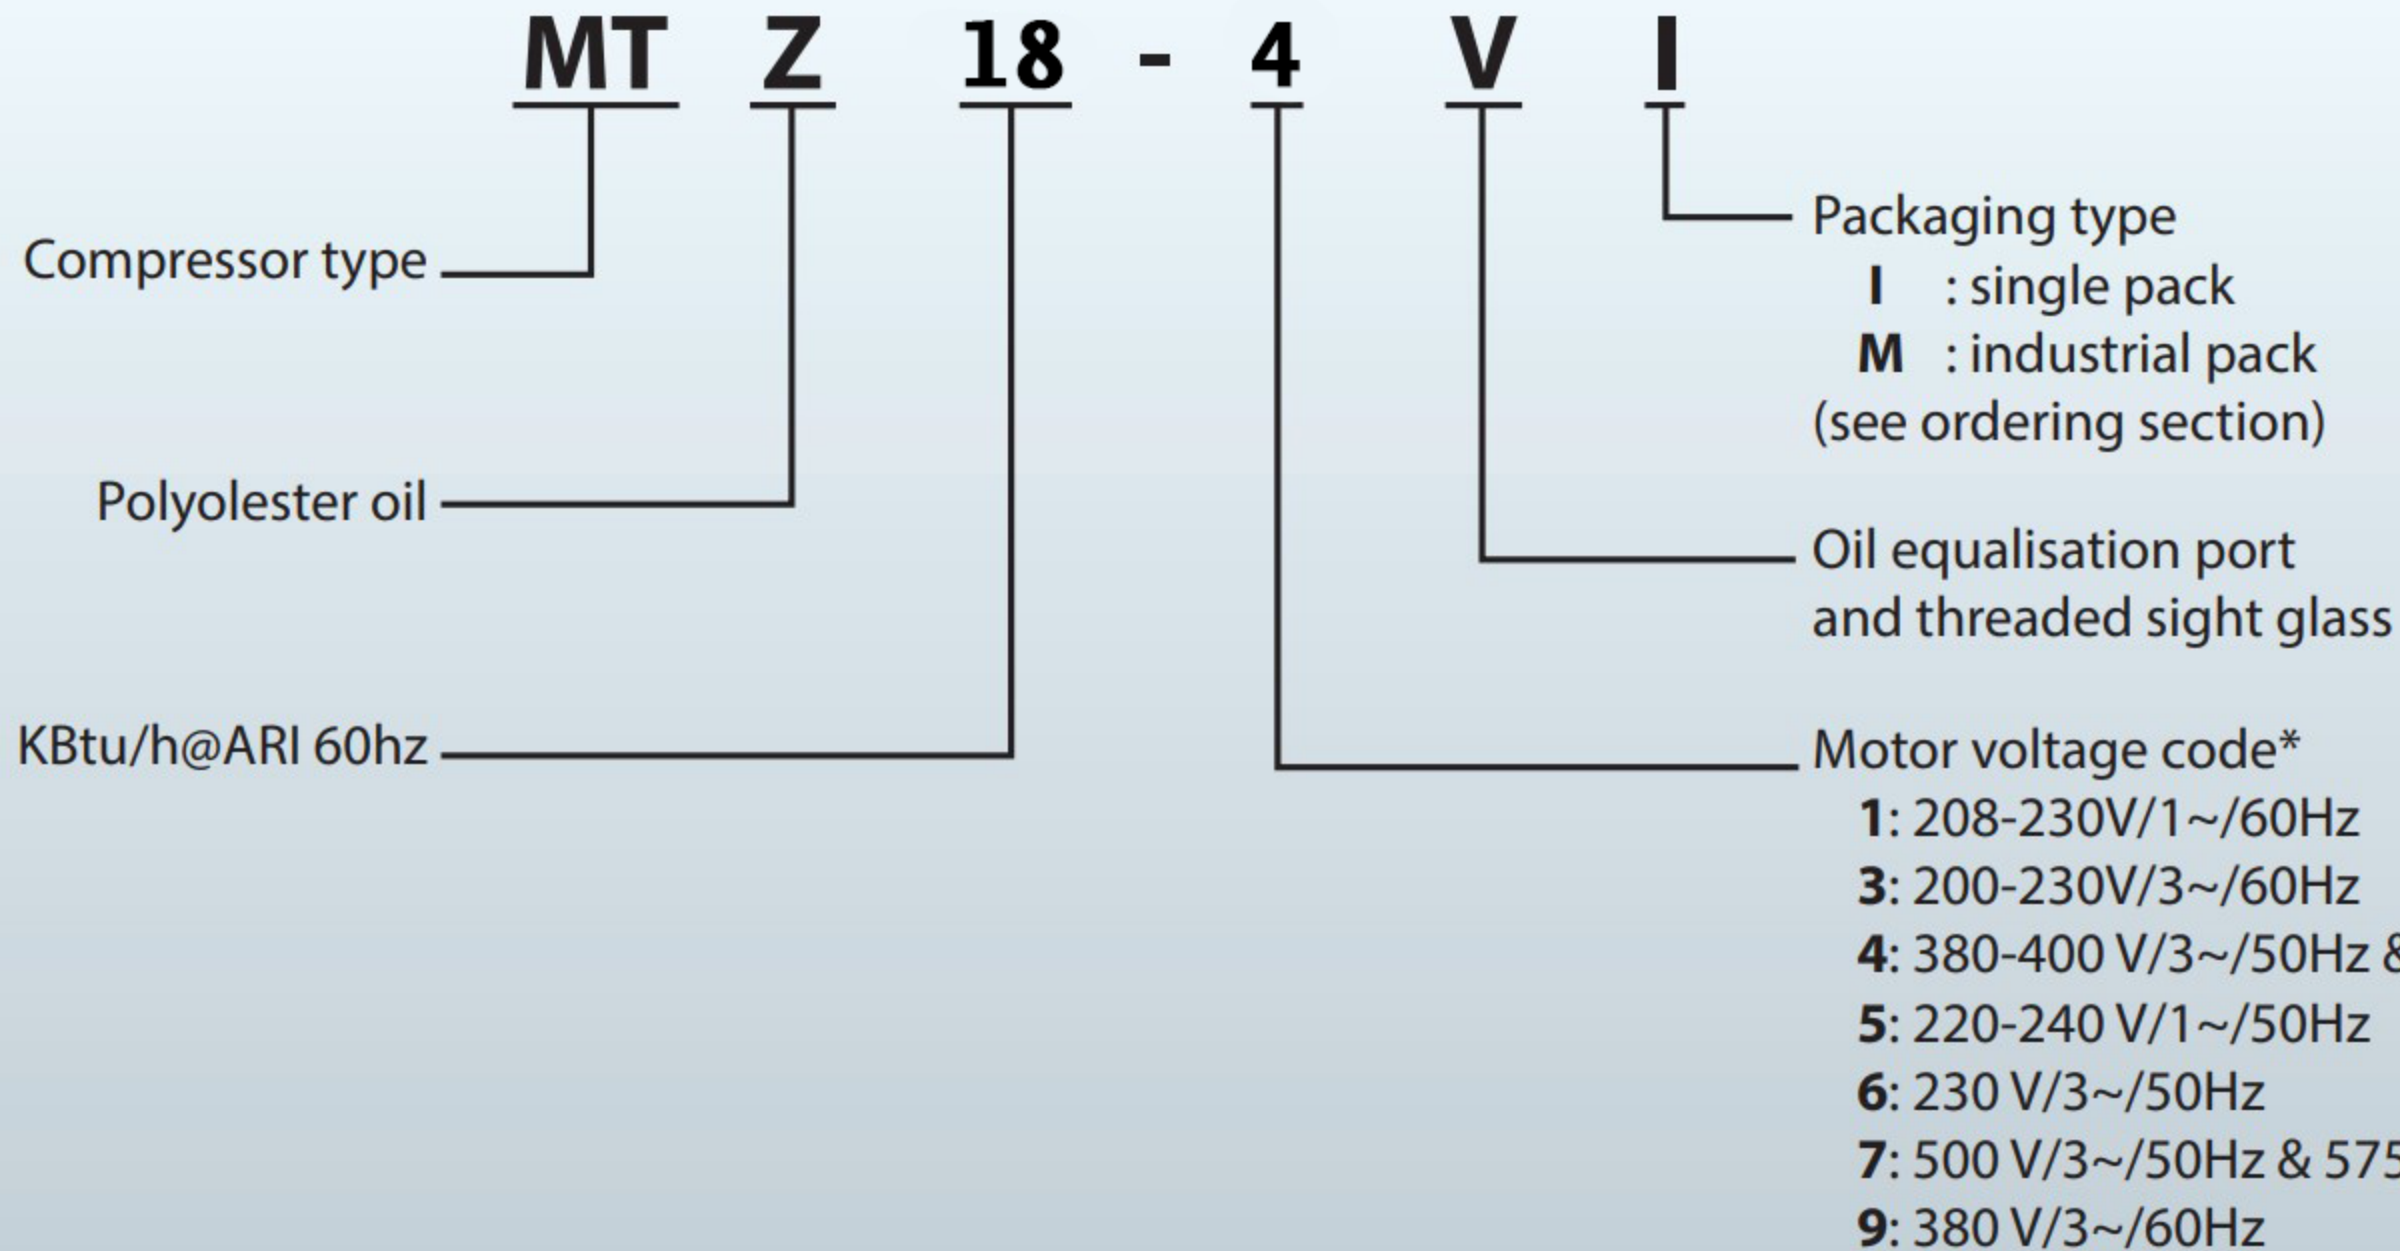 MT Z 18 - 4 V I
Compressor type
Polyolester oil
KBtu/h@ARI 60hz
Packaging type
I : single pack
M : industrial pack
(see ordering section)
Oil equalisation port
and threaded sight glass
Motor voltage code*
1: 208-230V/1~/60Hz
3: 200-230V/3~/60Hz
4: 380-400 V/3~/50Hz &
5: 220-240 V/1~/50Hz
6: 230 V/3~/50Hz
7: 500 V/3~/50Hz & 575
9: 380 V/3~/60Hz